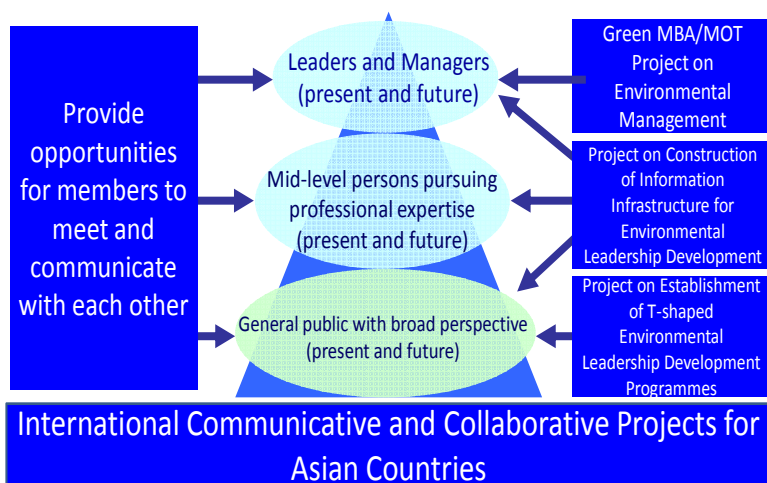 Provide
opportunities
for members to
meet and
communicate
with each other
Leaders and Managers
(present and future)
Mid-level persons pursuing
professional expertise
(present and future)
General public with broad perspective
(present and future)
Green MBA/MOT
Project on
Environmental
Management
Project on Construction
of Information
Infrastructure for
Environmental
Leadership Development
Project on Establishment
of T-shaped
Environmental
Leadership Development
Programmes
International Communicative and Collaborative Projects for
Asian Countries